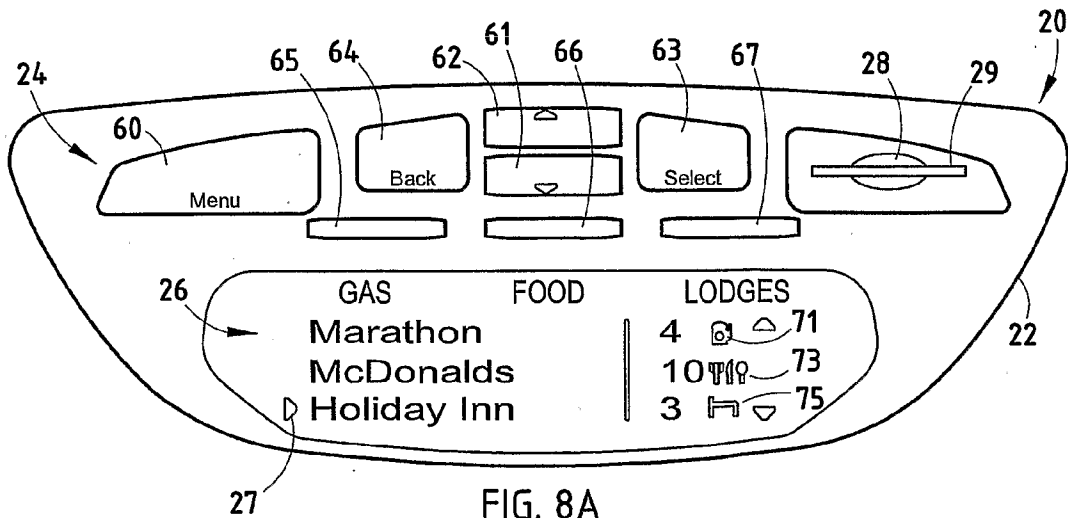 20
61
64 62 66 63 67 28 29
65
24
60
Back
Select
Menu
26
GAS FOOD LODGES
22
Marathon 4 71
McDonalds 10 73
Holiday Inn 3 75
27
FIG. 8A